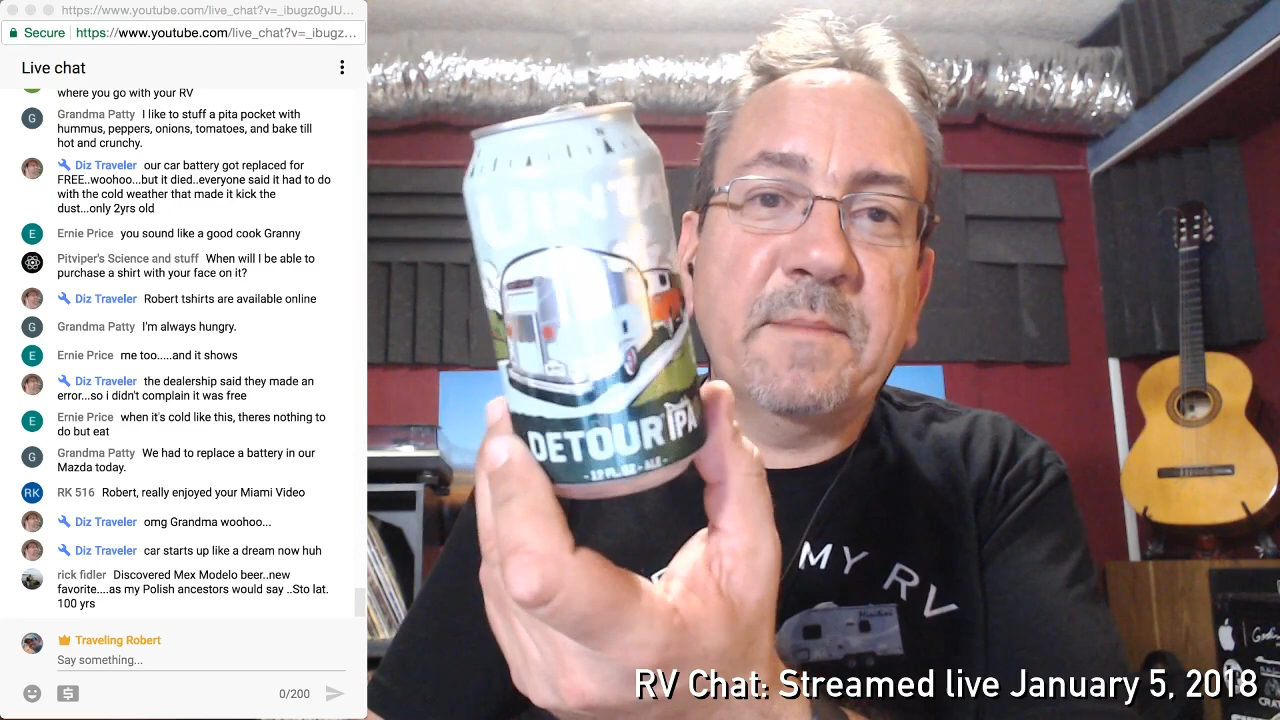 https://www.youtube.com/live_chat?v=_ibugz0gJU...
Secure
https://www.youtube.com/live_chat?v=_ibugz...
Live chat
where you go with your RV
G
Grandma Patty I like to stuff a pita pocket with
hummus, peppers, onions, tomatoes, and bake till
hot and crunchy.
Diz Traveler our car battery got replaced for
FREE..woohoo...but it died..everyone said it had to do
with the cold weather that made it kick the
dust...only 2yrs old
E
Ernie Price you sound like a good cook Granny
Pitviper's Science and stuff When will I be able to
purchase a shirt with your face on it?
Diz Traveler Robert tshirts are available online
G
Grandma Patty I'm always hungry.
E
Ernie Price me too.....and it shows
Diz Traveler the dealership said they made an
error...so i didn't complain it was free
E
Ernie Price when it's cold like this, theres nothing to
do but eat
G
Grandma Patty We had to replace a battery in our
Mazda today.
RK
RK 516 Robert, really enjoyed your Miami Video
Diz Traveler omg Grandma woohoo...
Diz Traveler car starts up like a dream now huh
rick fidler Discovered Mex Modelo beer..new
favorite....as my Polish ancestors would say ..Sto lat.
100 yrs
Traveling Robert
Say something...
0/200
UINTA
DETOUR IPA
- 12 FL. OZ - ALE -
MY RV
RV Chat: Streamed live January 5, 2018